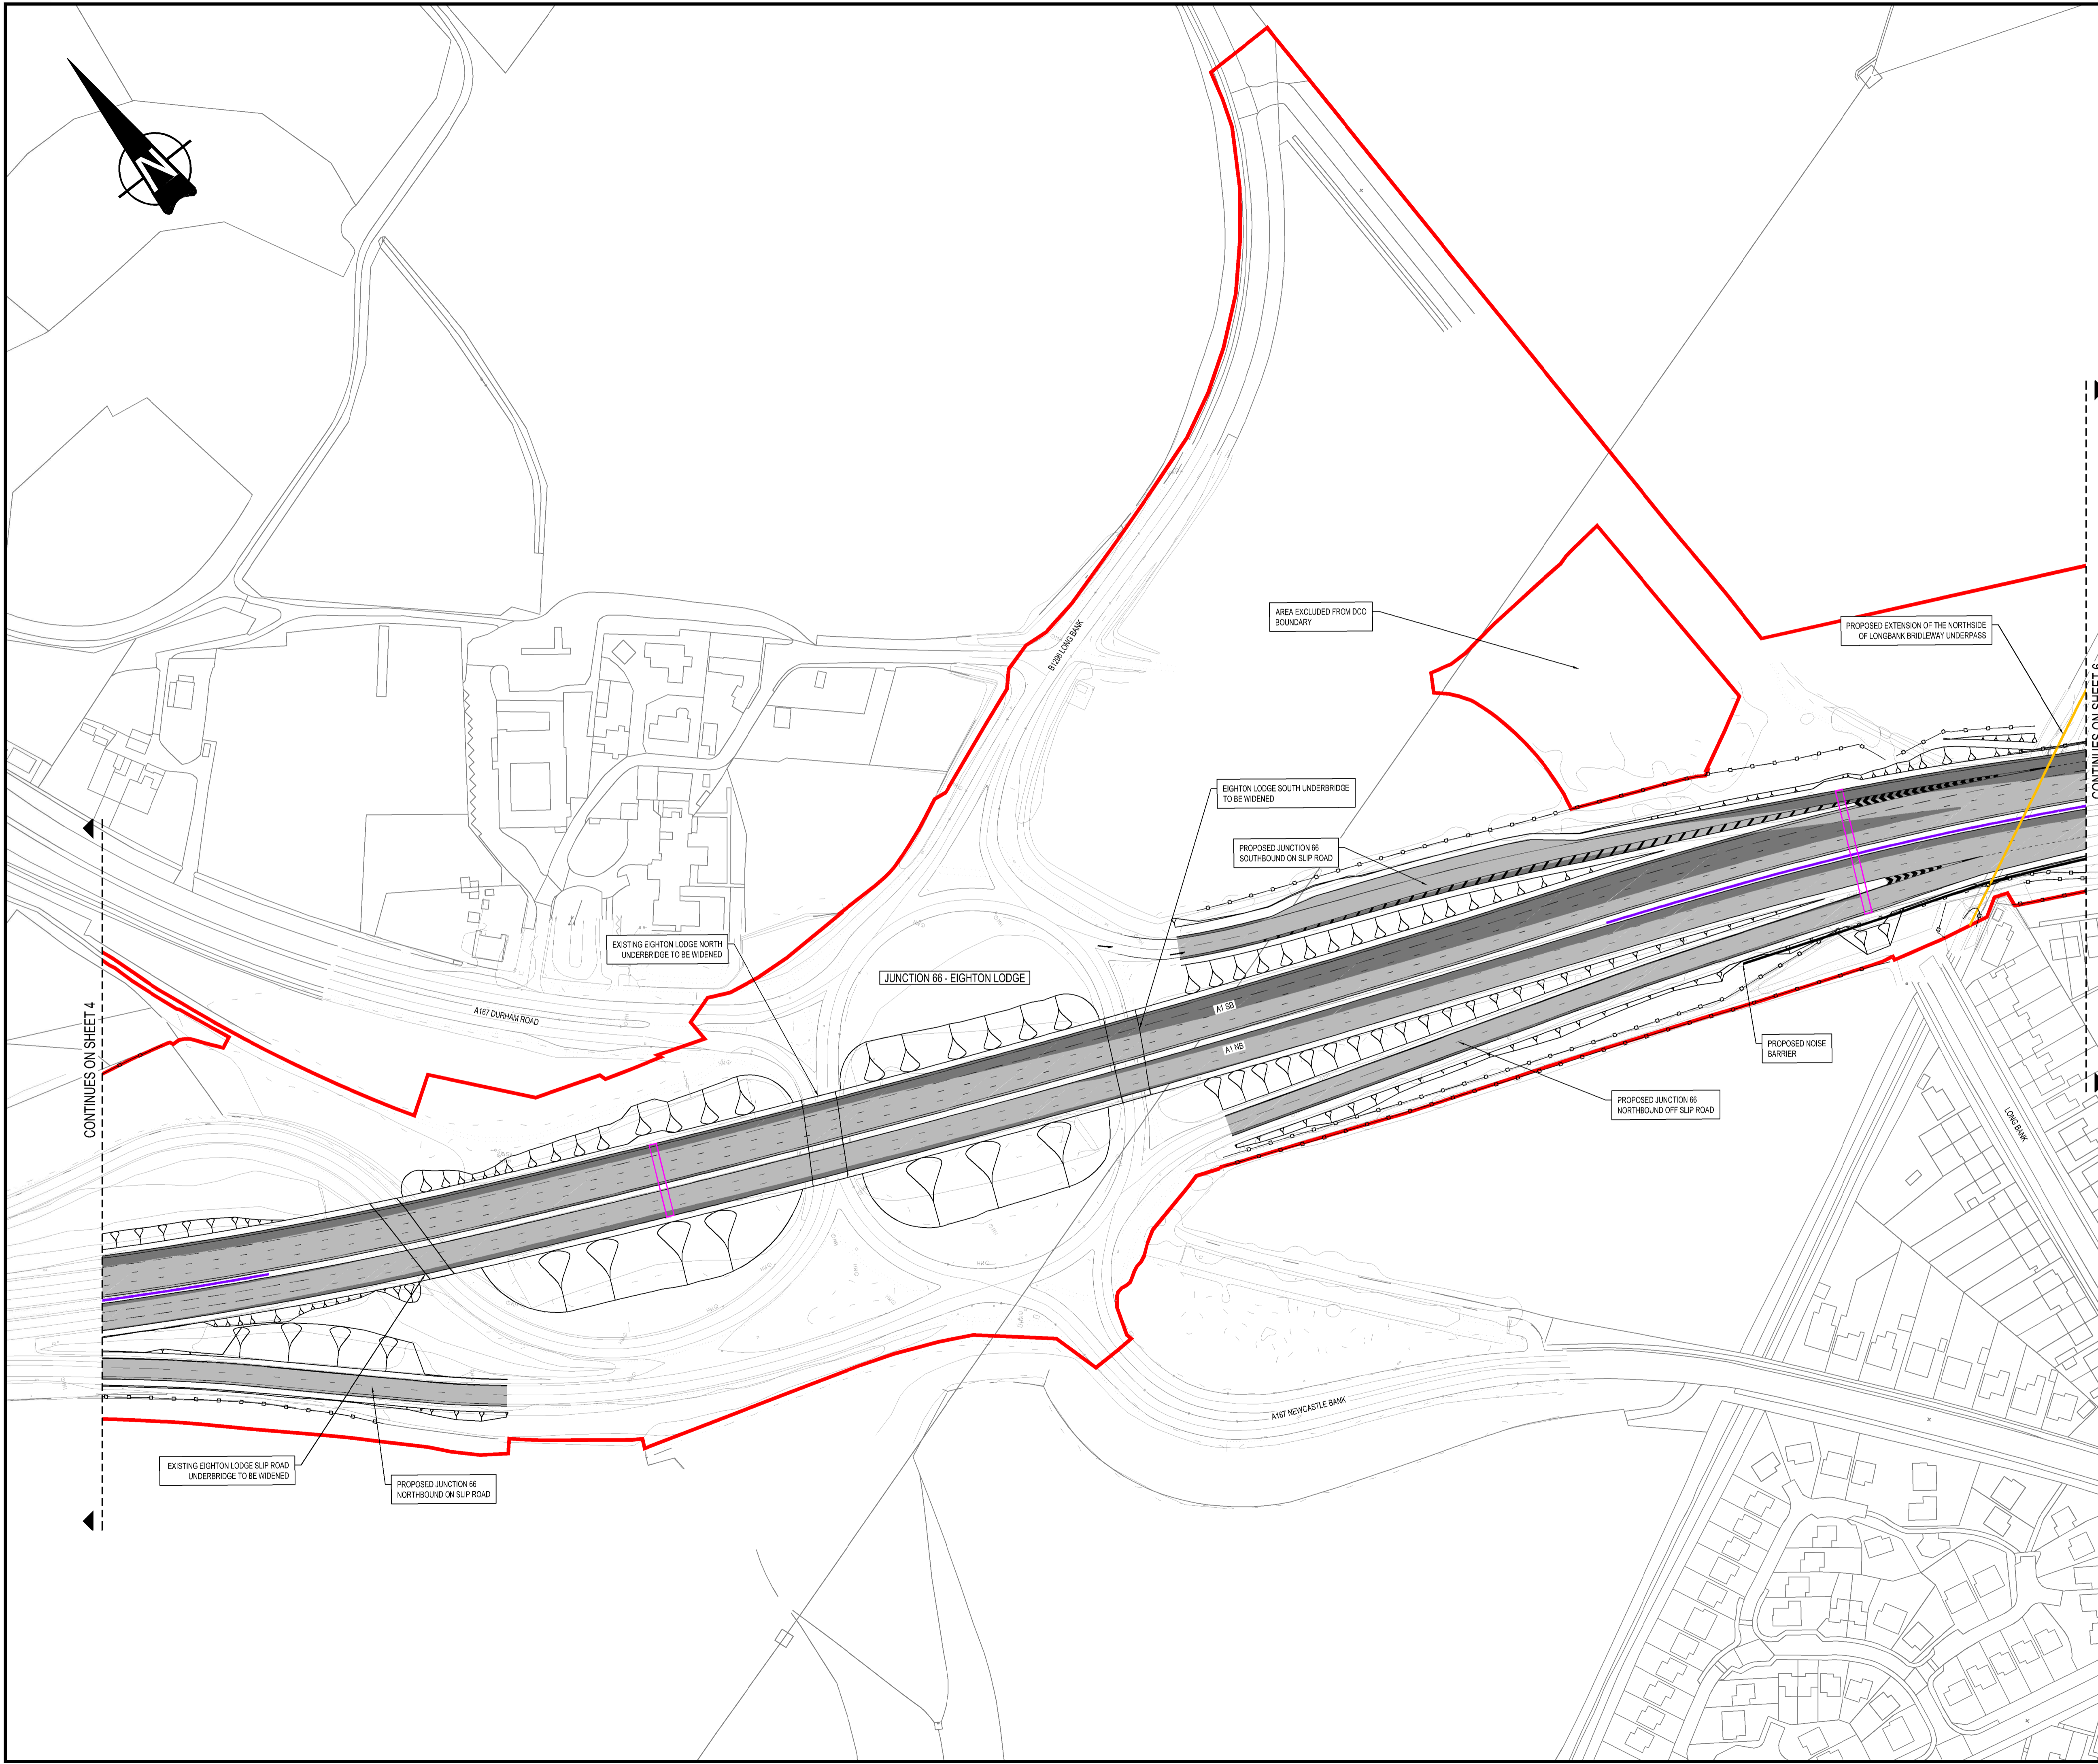 N
B1296 LONG BANK
AREA EXCLUDED FROM DCO
BOUNDARY
PROPOSED EXTENSION OF THE NORTHSIDE
OF LONGBANK BRIDLEWAY UNDERPASS
CONTINUES ON SHEET 6
EIGHTON LODGE SOUTH UNDERBRIDGE
TO BE WIDENED
PROPOSED JUNCTION 66
SOUTHBOUND ON SLIP ROAD
EXISTING EIGHTON LODGE NORTH
UNDERBRIDGE TO BE WIDENED
JUNCTION 66 - EIGHTON LODGE
A167 DURHAM ROAD
A1 SB
A1 NB
CONTINUES ON SHEET 4
PROPOSED NOISE
BARRIER
PROPOSED JUNCTION 66
NORTHBOUND OFF SLIP ROAD
LONG BANK
A167 NEWCASTLE BANK
EXISTING EIGHTON LODGE SLIP ROAD
UNDERBRIDGE TO BE WIDENED
PROPOSED JUNCTION 66
NORTHBOUND ON SLIP ROAD